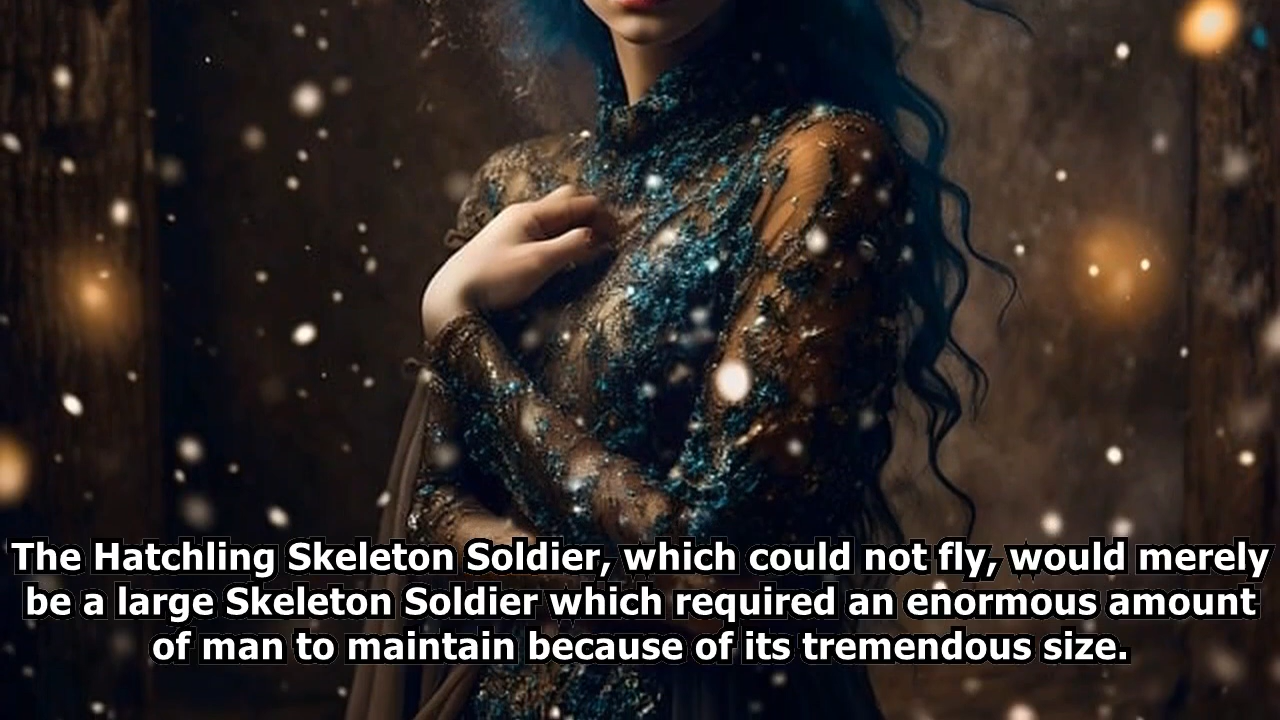 The Hatchling Skeleton Soldier, which could not fly, would merely
be a large Skeleton Soldier which required an enormous amount
of man to maintain because of its tremendous size.